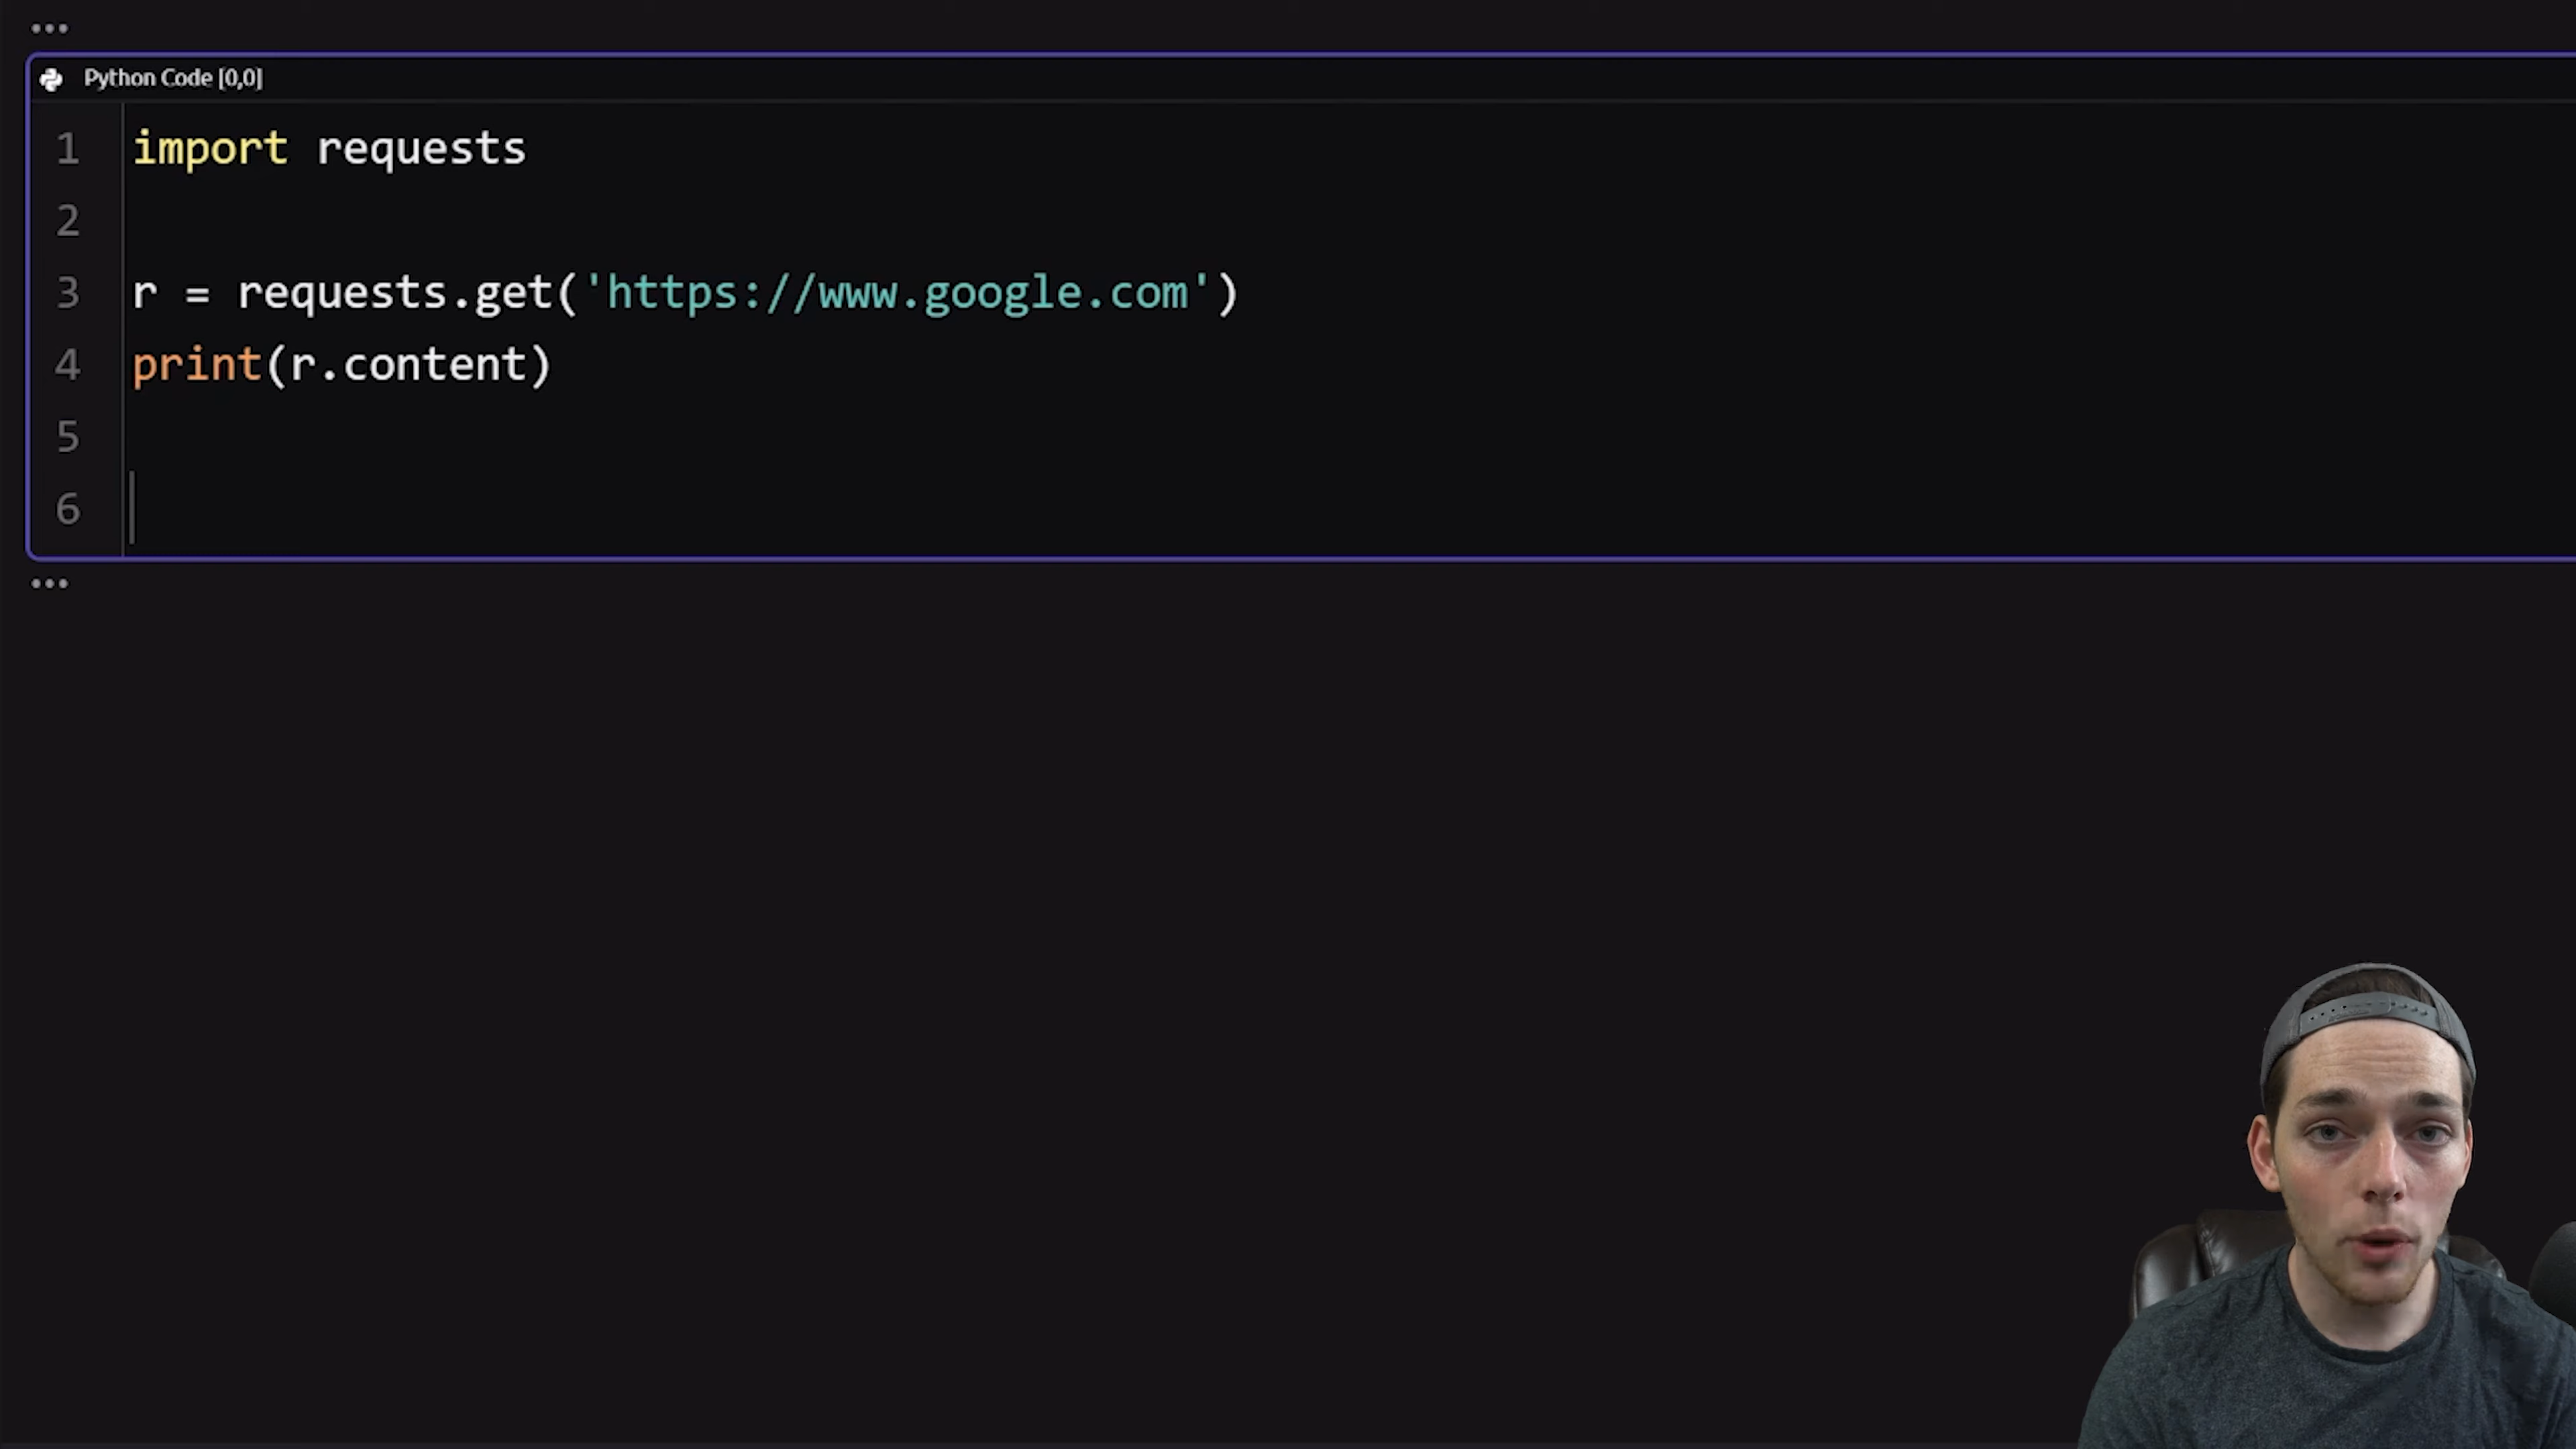 Python Code [0,0]
1 import requests
2
3 r = requests.get('https://www.google.com')
4 print(r.content)
5
6